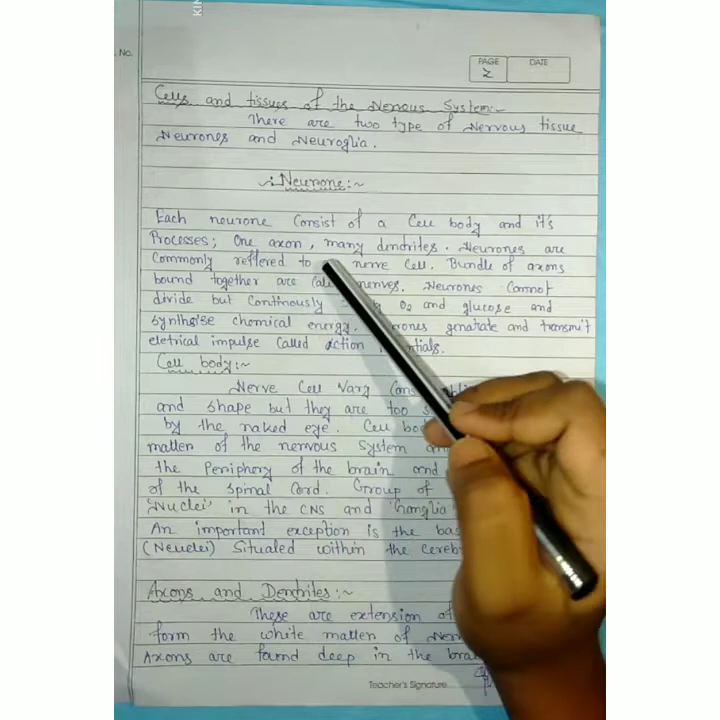 KIN
No.
PAGE DATE
2
Cells and tissues of the Nervous System:~
There are two type of Nervous tissue
Neurones and Neuroglia.
Neurone:~
Each neurone Consist of a Cell body and it's
Processes; One axon, many dendrites. Neurones are
Commonly reffered to nerve Cell. Bundle of axons
bound together are nerves. Neurones Cannot
divide but Continously O2 and glucose and
Synthsise chemical energy. genatate and transmit
eletrical impulse Called action
Cell body:~
Nerve Cell Vary
and shape but they are too
by the naked eye. Cell
matter of the nervous System
the Periphery of the brain and
of the Spinal Cord. Group of
'Nuclei' in the CNS and 'Ganglia
An important exception is the
(Neuclei) Situated within the
Axons and Dendrites:~
These are extension of
form the white matter of
Axons are found deep in the
Teacher's Signature